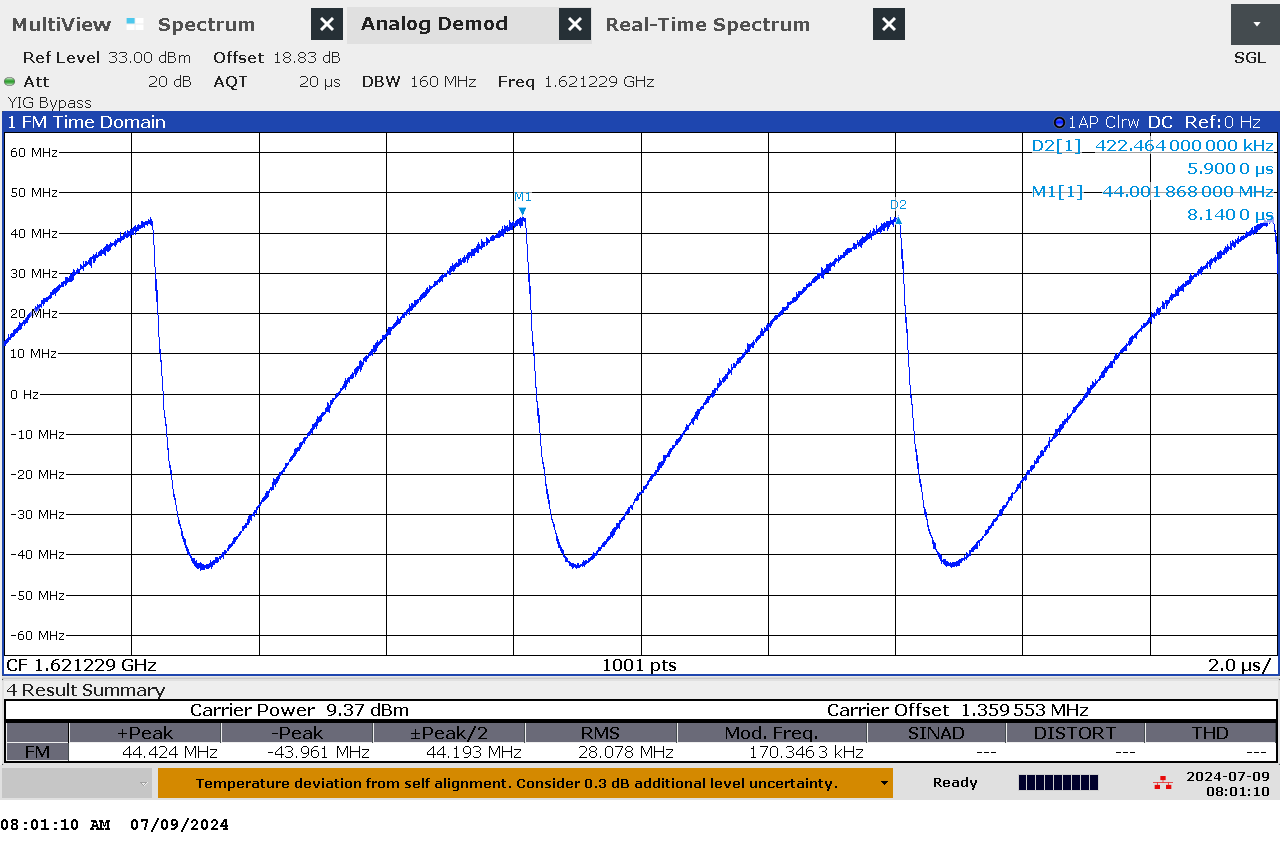 MultiView Spectrum Analog Demod Real-Time Spectrum
Ref Level 33.00 dBm Offset 18.83 dB SGL
Att 20 dB AQT 20 µs DBW 160 MHz Freq 1.621229 GHz
YIG Bypass
1 FM Time Domain 1AP Clrw DC Ref:0 Hz
D2[1] 422.464 000 000 kHz
5.900 0 µs
M1[1] 44.001 868 000 MHz
8.140 0 µs
M1
D2
60 MHz
50 MHz
40 MHz
30 MHz
20 MHz
10 MHz
0 Hz
-10 MHz
-20 MHz
-30 MHz
-40 MHz
-50 MHz
-60 MHz
CF 1.621229 GHz 1001 pts 2.0 µs/
4 Result Summary
Carrier Power 9.37 dBm Carrier Offset 1.359 553 MHz
+Peak -Peak ±Peak/2 RMS Mod. Freq. SINAD DISTORT THD
FM 44.424 MHz -43.961 MHz 44.193 MHz 28.078 MHz 170.346 3 kHz --- --- ---
Temperature deviation from self alignment. Consider 0.3 dB additional level uncertainty. Ready 2024-07-09
08:01:10
08:01:10 AM 07/09/2024